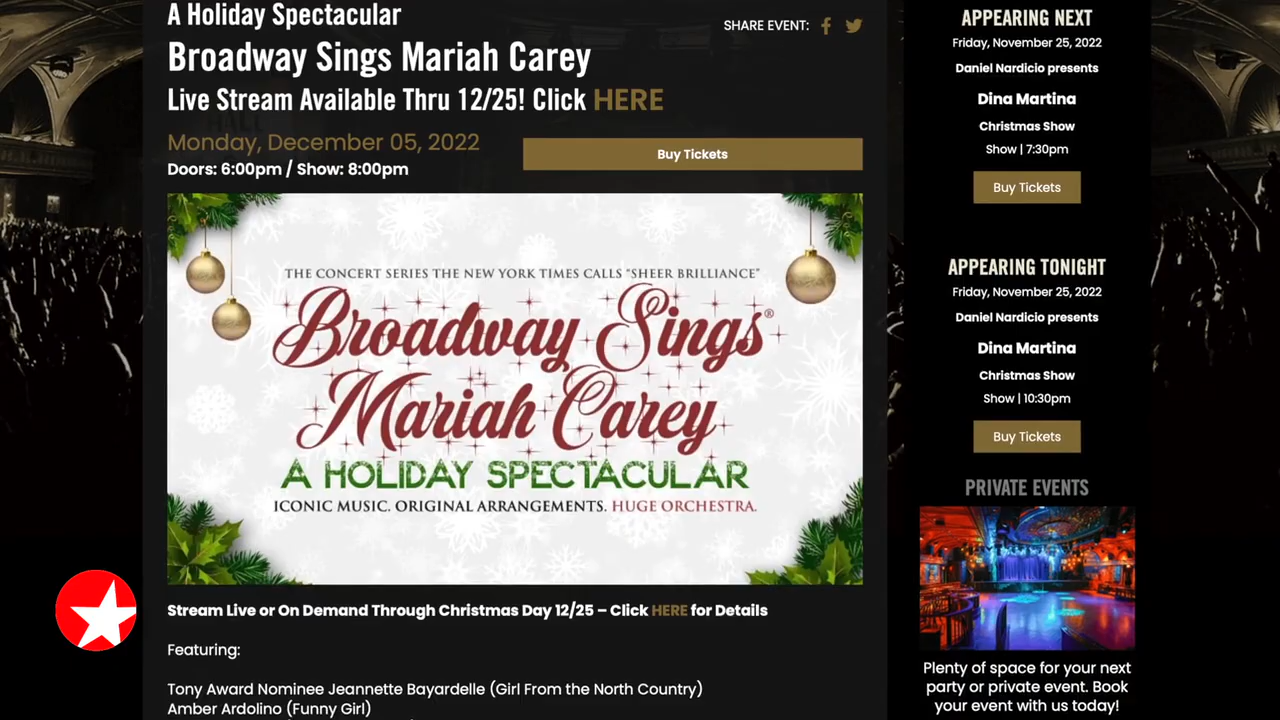 A Holiday Spectacular
Broadway Sings Mariah Carey
Live Stream Available Thru 12/25! Click HERE
Monday, December 05, 2022
Doors: 6:00pm / Show: 8:00pm
SHARE EVENT:
Buy Tickets
THE CONCERT SERIES THE NEW YORK TIMES CALLS "SHEER BRILLIANCE"
Broadway Sings®
Mariah Carey
A HOLIDAY SPECTACULAR
ICONIC MUSIC. ORIGINAL ARRANGEMENTS. HUGE ORCHESTRA.
Stream Live or On Demand Through Christmas Day 12/25 – Click HERE for Details
Featuring:
Tony Award Nominee Jeannette Bayardelle (Girl From the North Country)
Amber Ardolino (Funny Girl)
APPEARING NEXT
Friday, November 25, 2022
Daniel Nardicio presents
Dina Martina
Christmas Show
Show | 7:30pm
Buy Tickets
APPEARING TONIGHT
Friday, November 25, 2022
Daniel Nardicio presents
Dina Martina
Christmas Show
Show | 10:30pm
Buy Tickets
PRIVATE EVENTS
Plenty of space for your next
party or private event. Book
your event with us today!